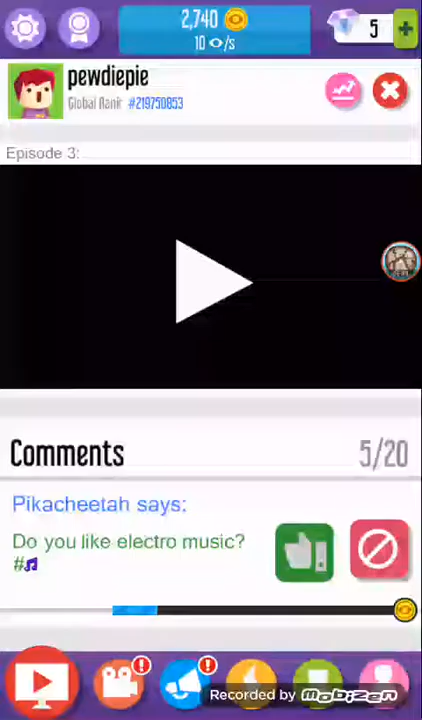 2,740
10 /s
5
pewdiepie
Global Rank #219750853
Episode 3:
Comments 5/20
Pikacheetah says:
Do you like electro music?
#🎵
Recorded by mobizen